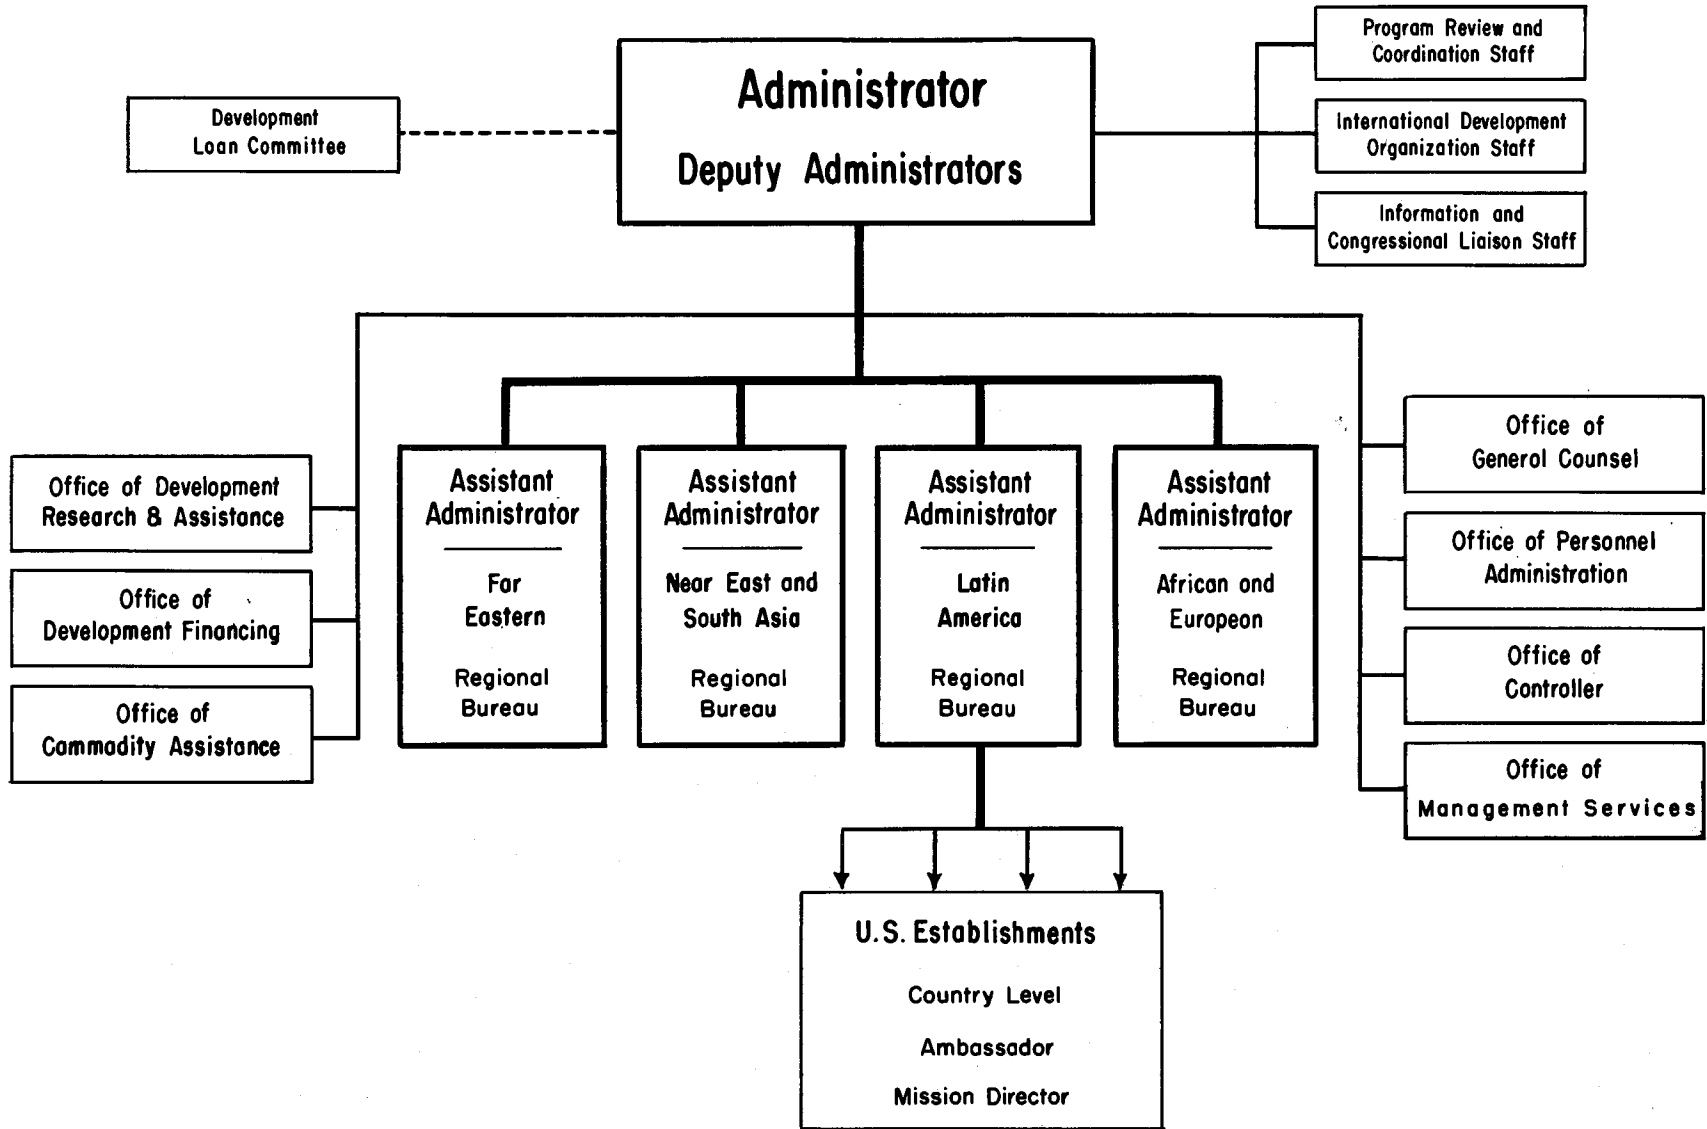 Administrator
Deputy Administrators
Development
Loan Committee
Program Review and
Coordination Staff
International Development
Organization Staff
Information and
Congressional Liaison Staff
Office of Development
Research & Assistance
Office of
Development Financing
Office of
Commodity Assistance
Assistant
Administrator
Far
Eastern
Regional
Bureau
Assistant
Administrator
Near East and
South Asia
Regional
Bureau
Assistant
Administrator
Latin
America
Regional
Bureau
Assistant
Administrator
African and
European
Regional
Bureau
Office of
General Counsel
Office of Personnel
Administration
Office of
Controller
Office of
Management Services
U.S. Establishments
Country Level
Ambassador
Mission Director